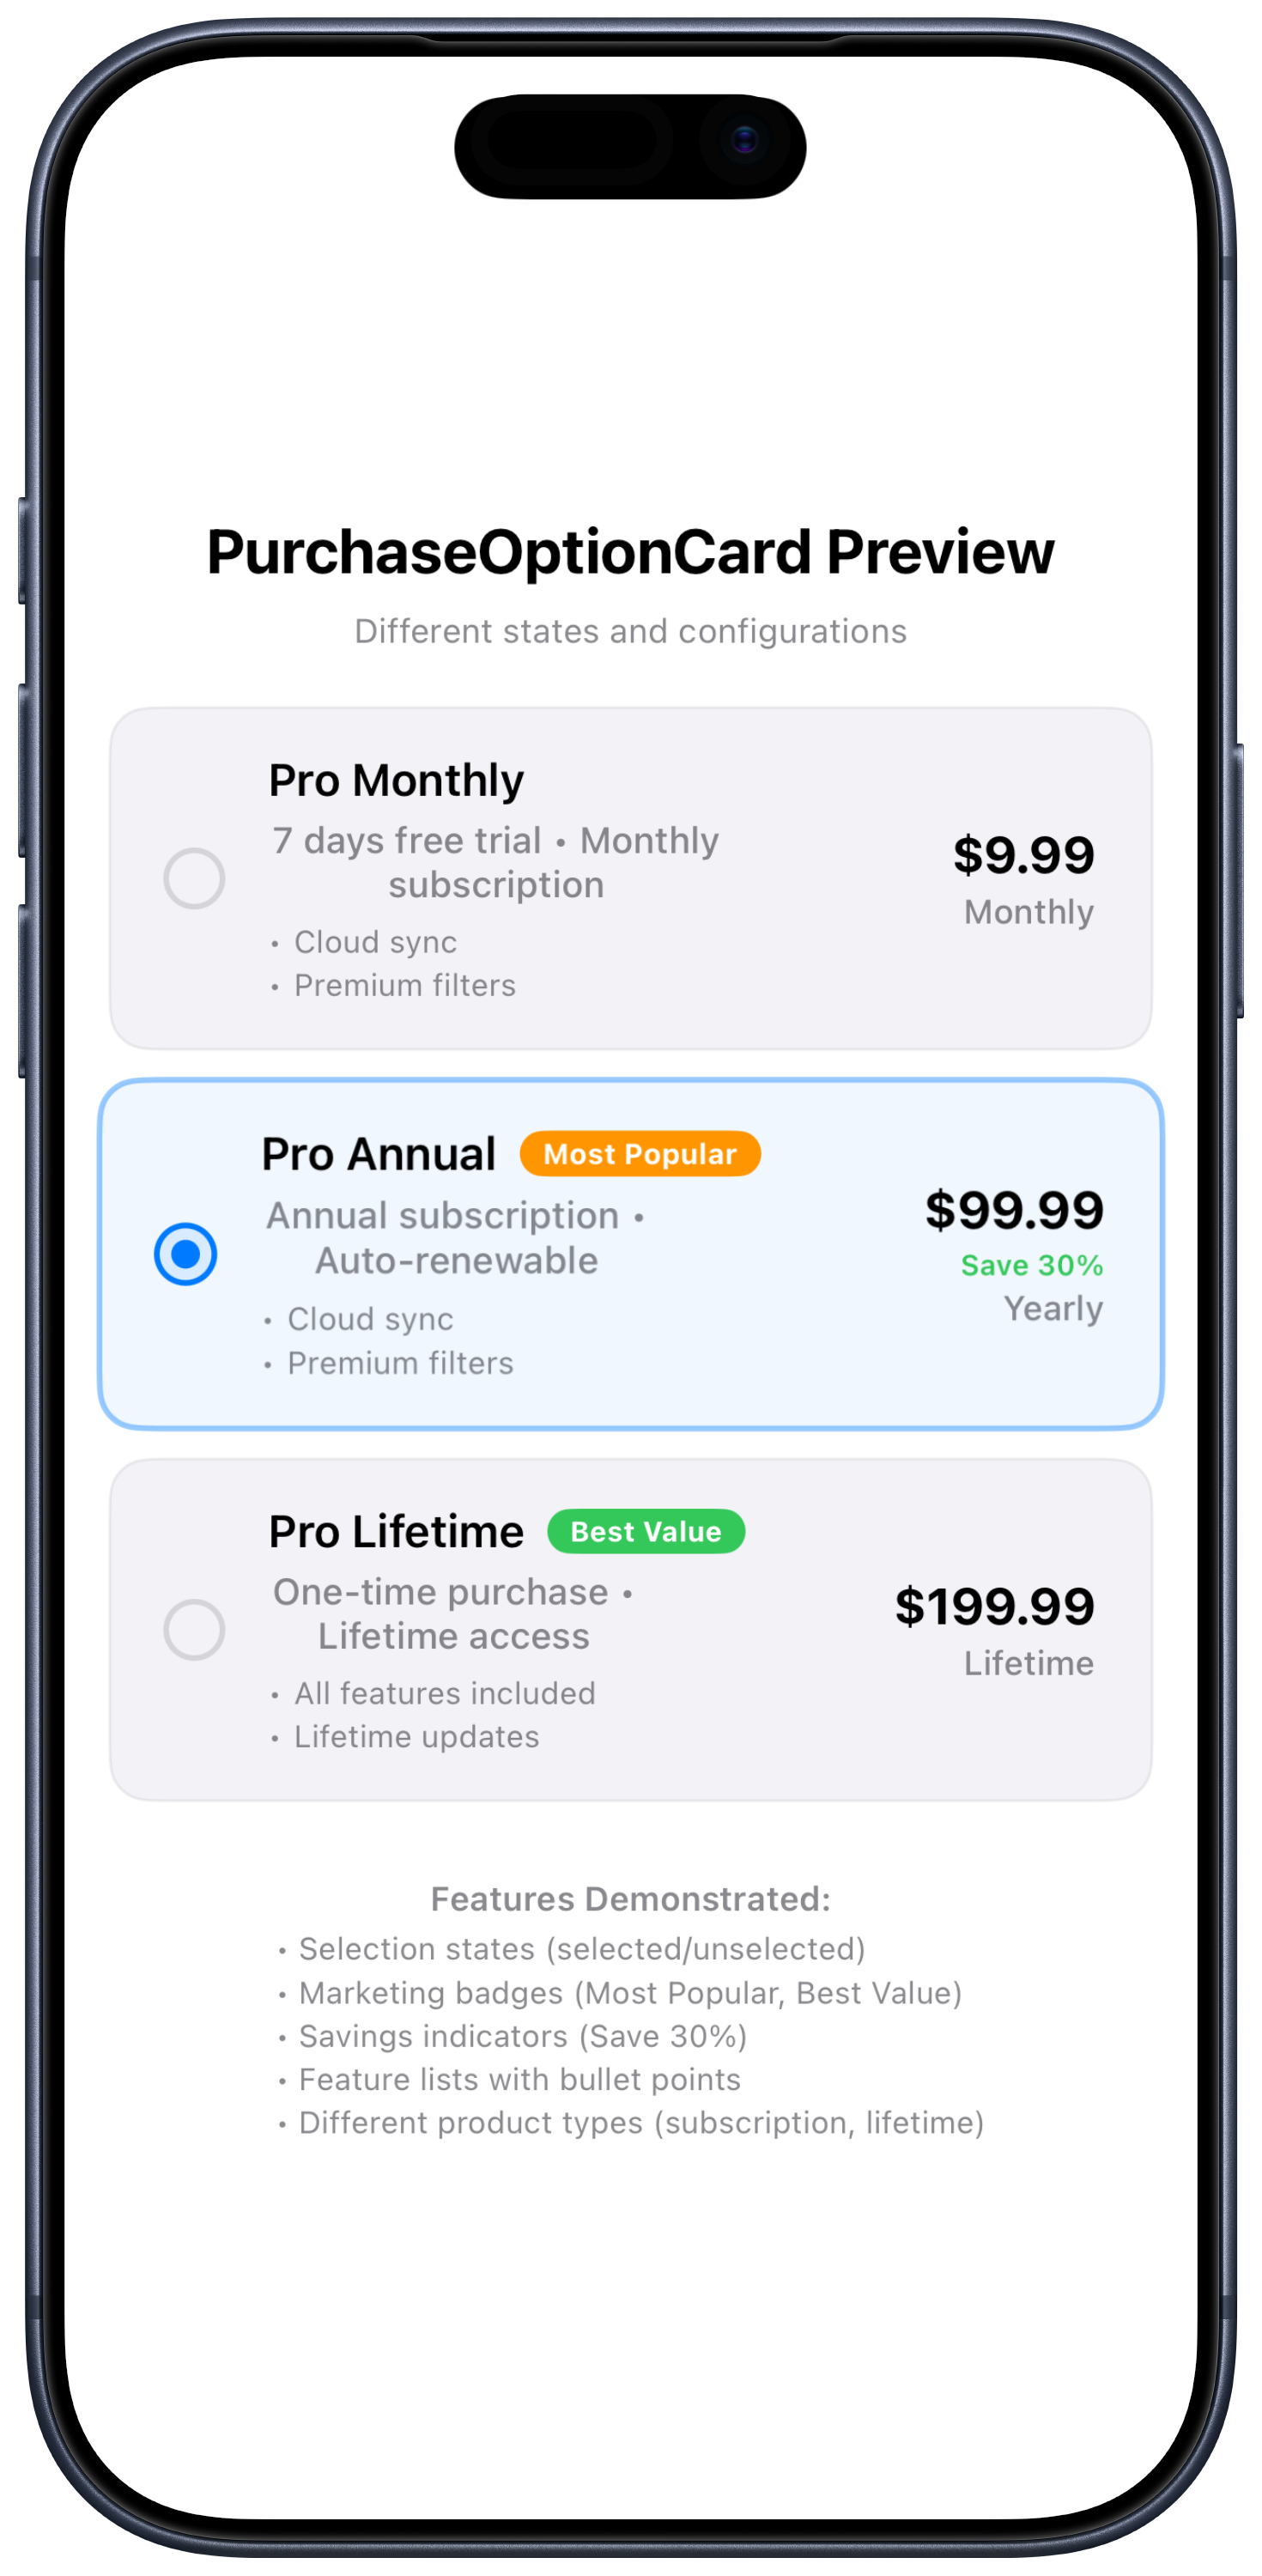 PurchaseOptionCard Preview
Different states and configurations
Pro Monthly
7 days free trial • Monthly
subscription
• Cloud sync
• Premium filters
$9.99
Monthly
Pro Annual
Most Popular
Annual subscription •
Auto-renewable
• Cloud sync
• Premium filters
$99.99
Save 30%
Yearly
Pro Lifetime
Best Value
One-time purchase •
Lifetime access
• All features included
• Lifetime updates
$199.99
Lifetime
Features Demonstrated:
• Selection states (selected/unselected)
• Marketing badges (Most Popular, Best Value)
• Savings indicators (Save 30%)
• Feature lists with bullet points
• Different product types (subscription, lifetime)